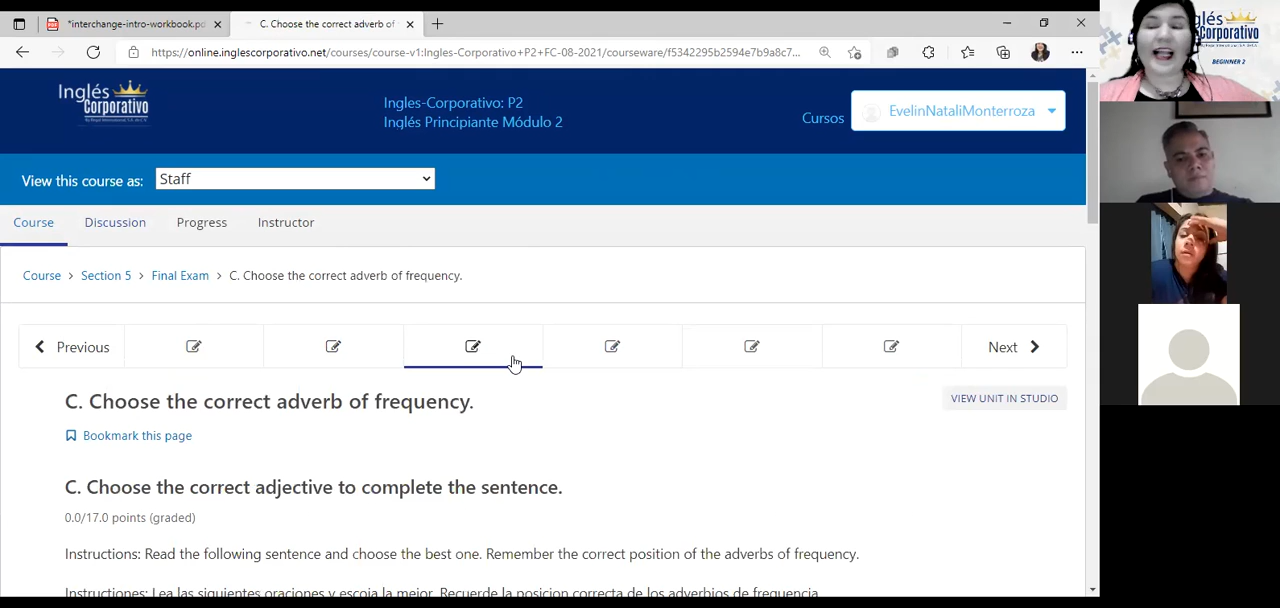 *interchange-intro-workbook.pd
C. Choose the correct adverb of
https://online.inglescorporativo.net/courses/course-v1:Ingles-Corporativo+P2+FC-08-2021/courseware/f5342295b2594e7b9a8c7...
Inglés
Corporativo
Ingles-Corporativo: P2
Inglés Principiante Módulo 2
Cursos
EvelinNataliMonterroza
View this course as:
Staff
Course
Discussion
Progress
Instructor
Course > Section 5 > Final Exam > C. Choose the correct adverb of frequency.
Previous
Next
C. Choose the correct adverb of frequency.
VIEW UNIT IN STUDIO
Bookmark this page
C. Choose the correct adjective to complete the sentence.
0.0/17.0 points (graded)
Instructions: Read the following sentence and choose the best one. Remember the correct position of the adverbs of frequency.
Instructiones: Lea las siguientes oraciones y escoja la mejor. Recuerde la posicion correcta de los adverbios de frecuencia.
glés
Corporativo
BEGINNER 2